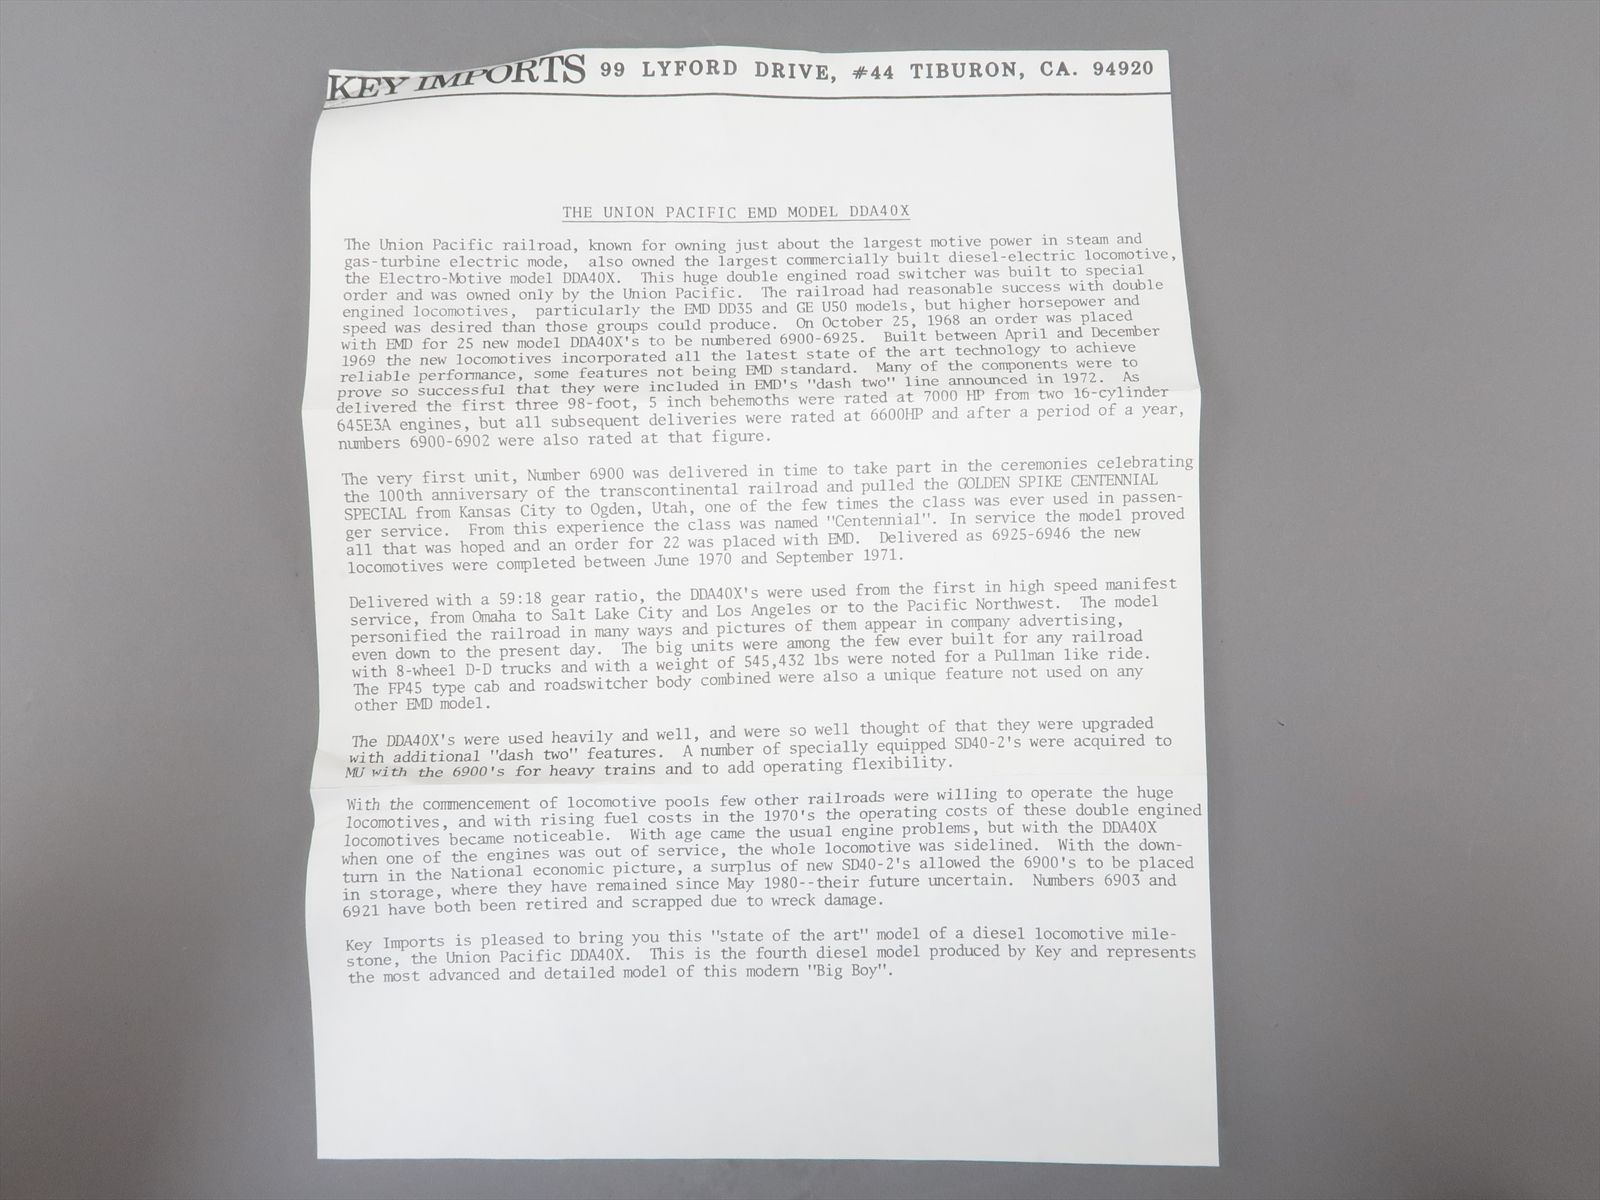 KEY IMPORTS 99 LYFORD DRIVE, #44 TIBURON, CA. 94920
THE UNION PACIFIC EMD MODEL DDA40X
The Union Pacific railroad, known for owning just about the largest motive power in steam and
gas-turbine electric mode, also owned the largest commercially built diesel-electric locomotive,
the Electro-Motive model DDA40X. This huge double engined road switcher was built to special
order and was owned only by the Union Pacific. The railroad had reasonable success with double
engined locomotives, particularly the EMD DD35 and GE U50 models, but higher horsepower and
speed was desired than those groups could produce. On October 25, 1968 an order was placed
with EMD for 25 new model DDA40X's to be numbered 6900-6925. Built between April and December
1969 the new locomotives incorporated all the latest state of the art technology to achieve
reliable performance, some features not being EMD standard. Many of the components were to
prove so successful that they were included in EMD's "dash two" line announced in 1972. As
delivered the first three 98-foot, 5 inch behemoths were rated at 7000 HP from two 16-cylinder
645E3A engines, but all subsequent deliveries were rated at 6600HP and after a period of a year,
numbers 6900-6902 were also rated at that figure.
The very first unit, Number 6900 was delivered in time to take part in the ceremonies celebrating
the 100th anniversary of the transcontinental railroad and pulled the GOLDEN SPIKE CENTENNIAL
SPECIAL from Kansas City to Ogden, Utah, one of the few times the class was ever used in passen-
ger service. From this experience the class was named "Centennial". In service the model proved
all that was hoped and an order for 22 was placed with EMD. Delivered as 6925-6946 the new
locomotives were completed between June 1970 and September 1971.
Delivered with a 59:18 gear ratio, the DDA40X's were used from the first in high speed manifest
service, from Omaha to Salt Lake City and Los Angeles or to the Pacific Northwest. The model
personified the railroad in many ways and pictures of them appear in company advertising,
even down to the present day. The big units were among the few ever built for any railroad
with 8-wheel D-D trucks and with a weight of 545,432 lbs were noted for a Pullman like ride.
The FP45 type cab and roadswitcher body combined were also a unique feature not used on any
other EMD model.
The DDA40X's were used heavily and well, and were so well thought of that they were upgraded
with additional "dash two" features. A number of specially equipped SD40-2's were acquired to
MU with the 6900's for heavy trains and to add operating flexibility.
With the commencement of locomotive pools few other railroads were willing to operate the huge
locomotives, and with rising fuel costs in the 1970's the operating costs of these double engined
locomotives became noticeable. With age came the usual engine problems, but with the DDA40X
when one of the engines was out of service, the whole locomotive was sidelined. With the down-
turn in the National economic picture, a surplus of new SD40-2's allowed the 6900's to be placed
in storage, where they have remained since May 1980--their future uncertain. Numbers 6903 and
6921 have both been retired and scrapped due to wreck damage.
Key Imports is pleased to bring you this "state of the art" model of a diesel locomotive mile-
stone, the Union Pacific DDA40X. This is the fourth diesel model produced by Key and represents
the most advanced and detailed model of this modern "Big Boy".